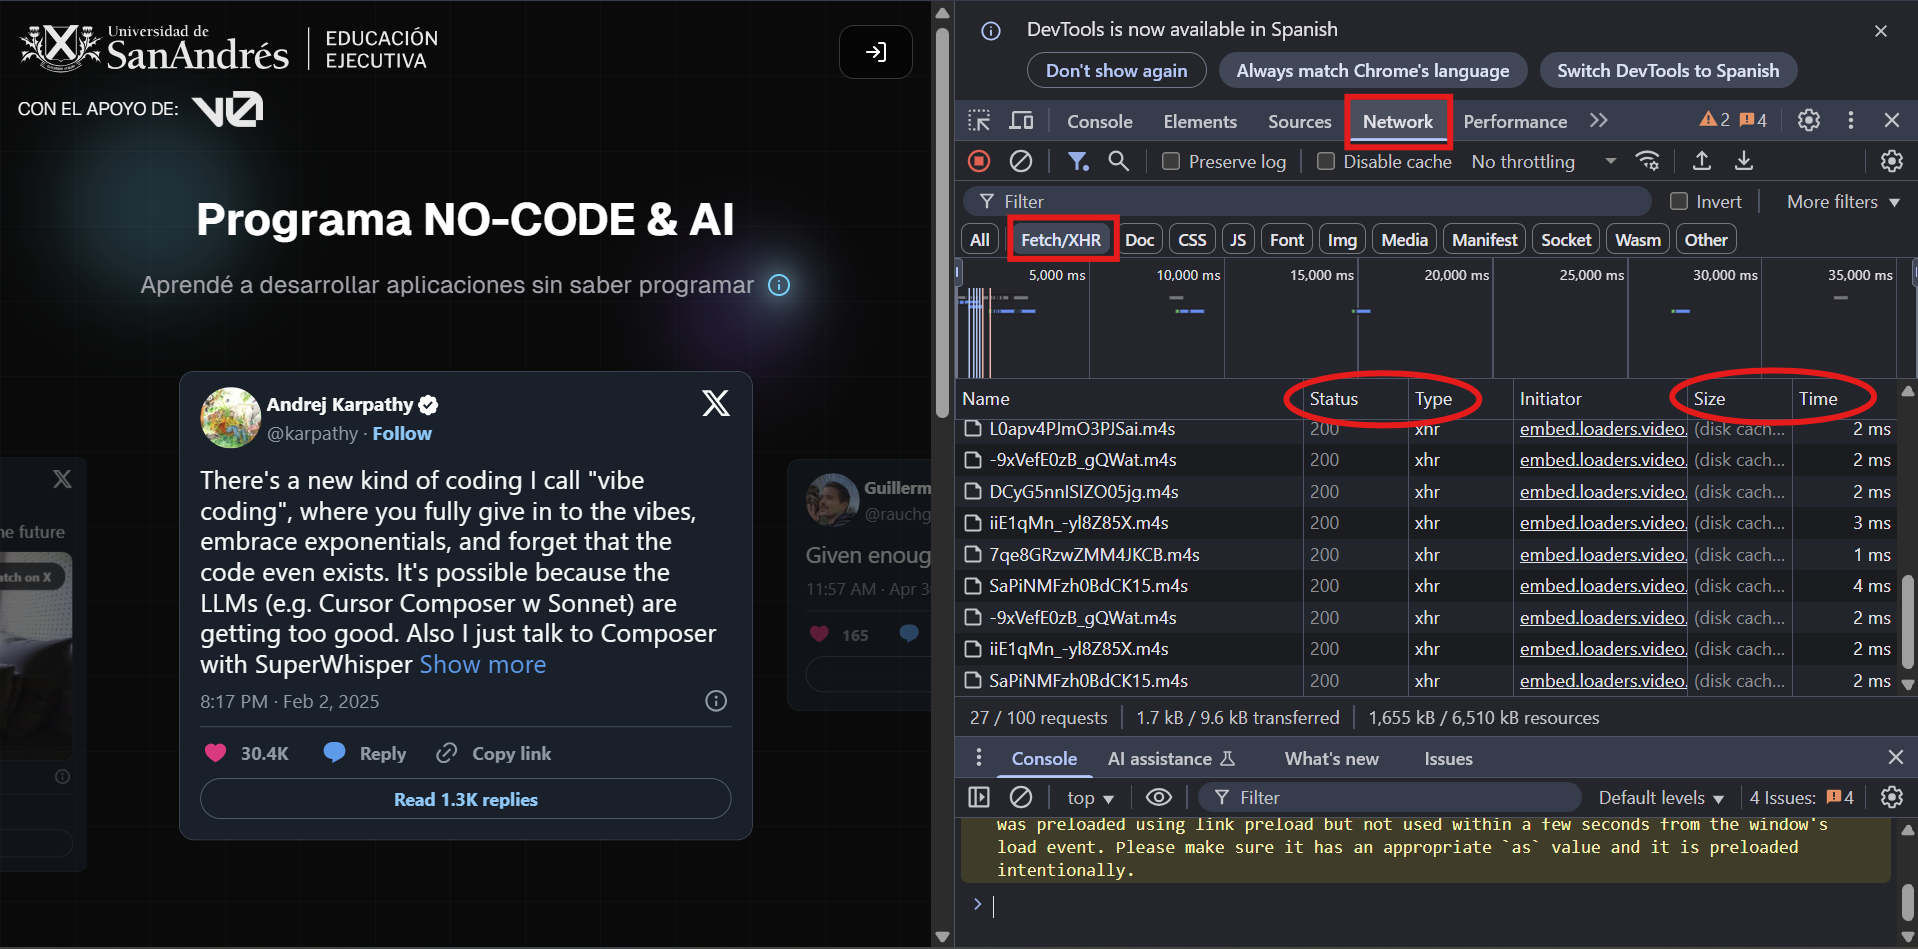 Universidad de
SanAndrés
EDUCACIÓN
EJECUTIVA
CON EL APOYO DE:
v0
Programa NO-CODE & AI
Aprendé a desarrollar aplicaciones sin saber programar
Andrej Karpathy
@karpathy · Follow
There's a new kind of coding I call "vibe
coding", where you fully give in to the vibes,
embrace exponentials, and forget that the
code even exists. It's possible because the
LLMs (e.g. Cursor Composer w Sonnet) are
getting too good. Also I just talk to Composer
with SuperWhisper Show more
8:17 PM · Feb 2, 2025
30.4K Reply Copy link
Read 1.3K replies
future
on X
@rauchg
Given
11:57 AM · Apr
165
DevTools is now available in Spanish
Don't show again Always match Chrome's language Switch DevTools to Spanish
Console Elements Sources Network Performance 2 4
Preserve log Disable cache No throttling
Filter Invert More filters
All Fetch/XHR Doc CSS JS Font Img Media Manifest Socket Wasm Other
5,000 ms 10,000 ms 15,000 ms 20,000 ms 25,000 ms 30,000 ms 35,000 ms
Name Status Type Initiator Size Time
L0apv4PJmO3PJSai.m4s 200 xhr embed.loaders.video. (disk cach... 2 ms
-9xVefE0zB_gQWat.m4s 200 xhr embed.loaders.video. (disk cach... 2 ms
DCyG5nnISIZO05jg.m4s 200 xhr embed.loaders.video. (disk cach... 2 ms
iiE1qMn_-yl8Z85X.m4s 200 xhr embed.loaders.video. (disk cach... 3 ms
7qe8GRzwZMM4JKCB.m4s 200 xhr embed.loaders.video. (disk cach... 1 ms
SaPiNMFzh0BdCK15.m4s 200 xhr embed.loaders.video. (disk cach... 4 ms
-9xVefE0zB_gQWat.m4s 200 xhr embed.loaders.video. (disk cach... 2 ms
iiE1qMn_-yl8Z85X.m4s 200 xhr embed.loaders.video. (disk cach... 2 ms
SaPiNMFzh0BdCK15.m4s 200 xhr embed.loaders.video. (disk cach... 2 ms
27 / 100 requests 1.7 kB / 9.6 kB transferred 1,655 kB / 6,510 kB resources
Console AI assistance What's new Issues
top Filter Default levels 4 Issues: 4
was preloaded using link preload but not used within a few seconds from the window's
load event. Please make sure it has an appropriate `as` value and it is preloaded
intentionally.
>